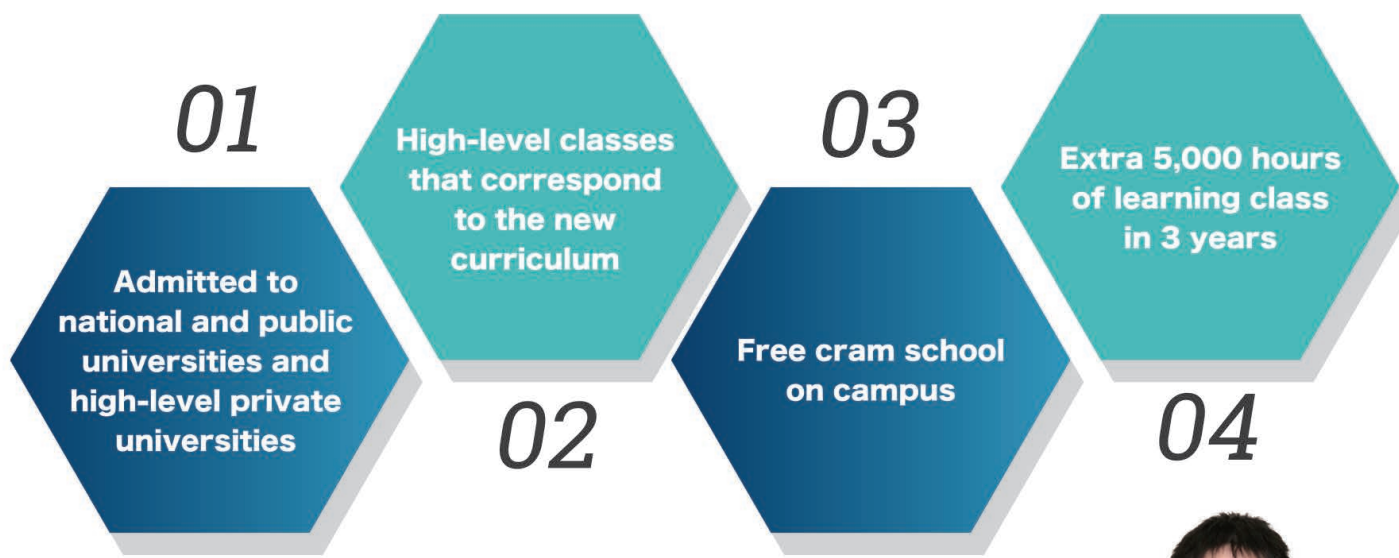 01
Admitted to
national and public
universities and
high-level private
universities
High-level classes
that correspond
to the new
curriculum
02
03
Free cram school
on campus
Extra 5,000 hours
of learning class
in 3 years
04